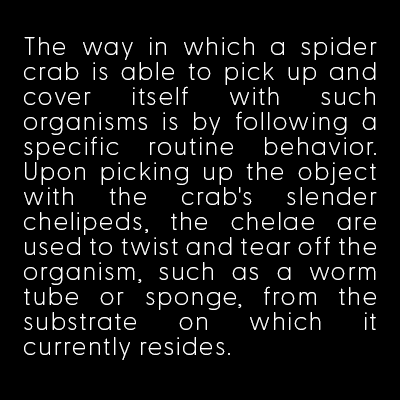 The way in which a spider
crab is able to pick up and
cover itself with such
organisms is by following a
specific routine behavior.
Upon picking up the object
with the crab's slender
chelipeds, the chelae are
used to twist and tear off the
organism, such as a worm
tube or sponge, from the
substrate on which it
currently resides.